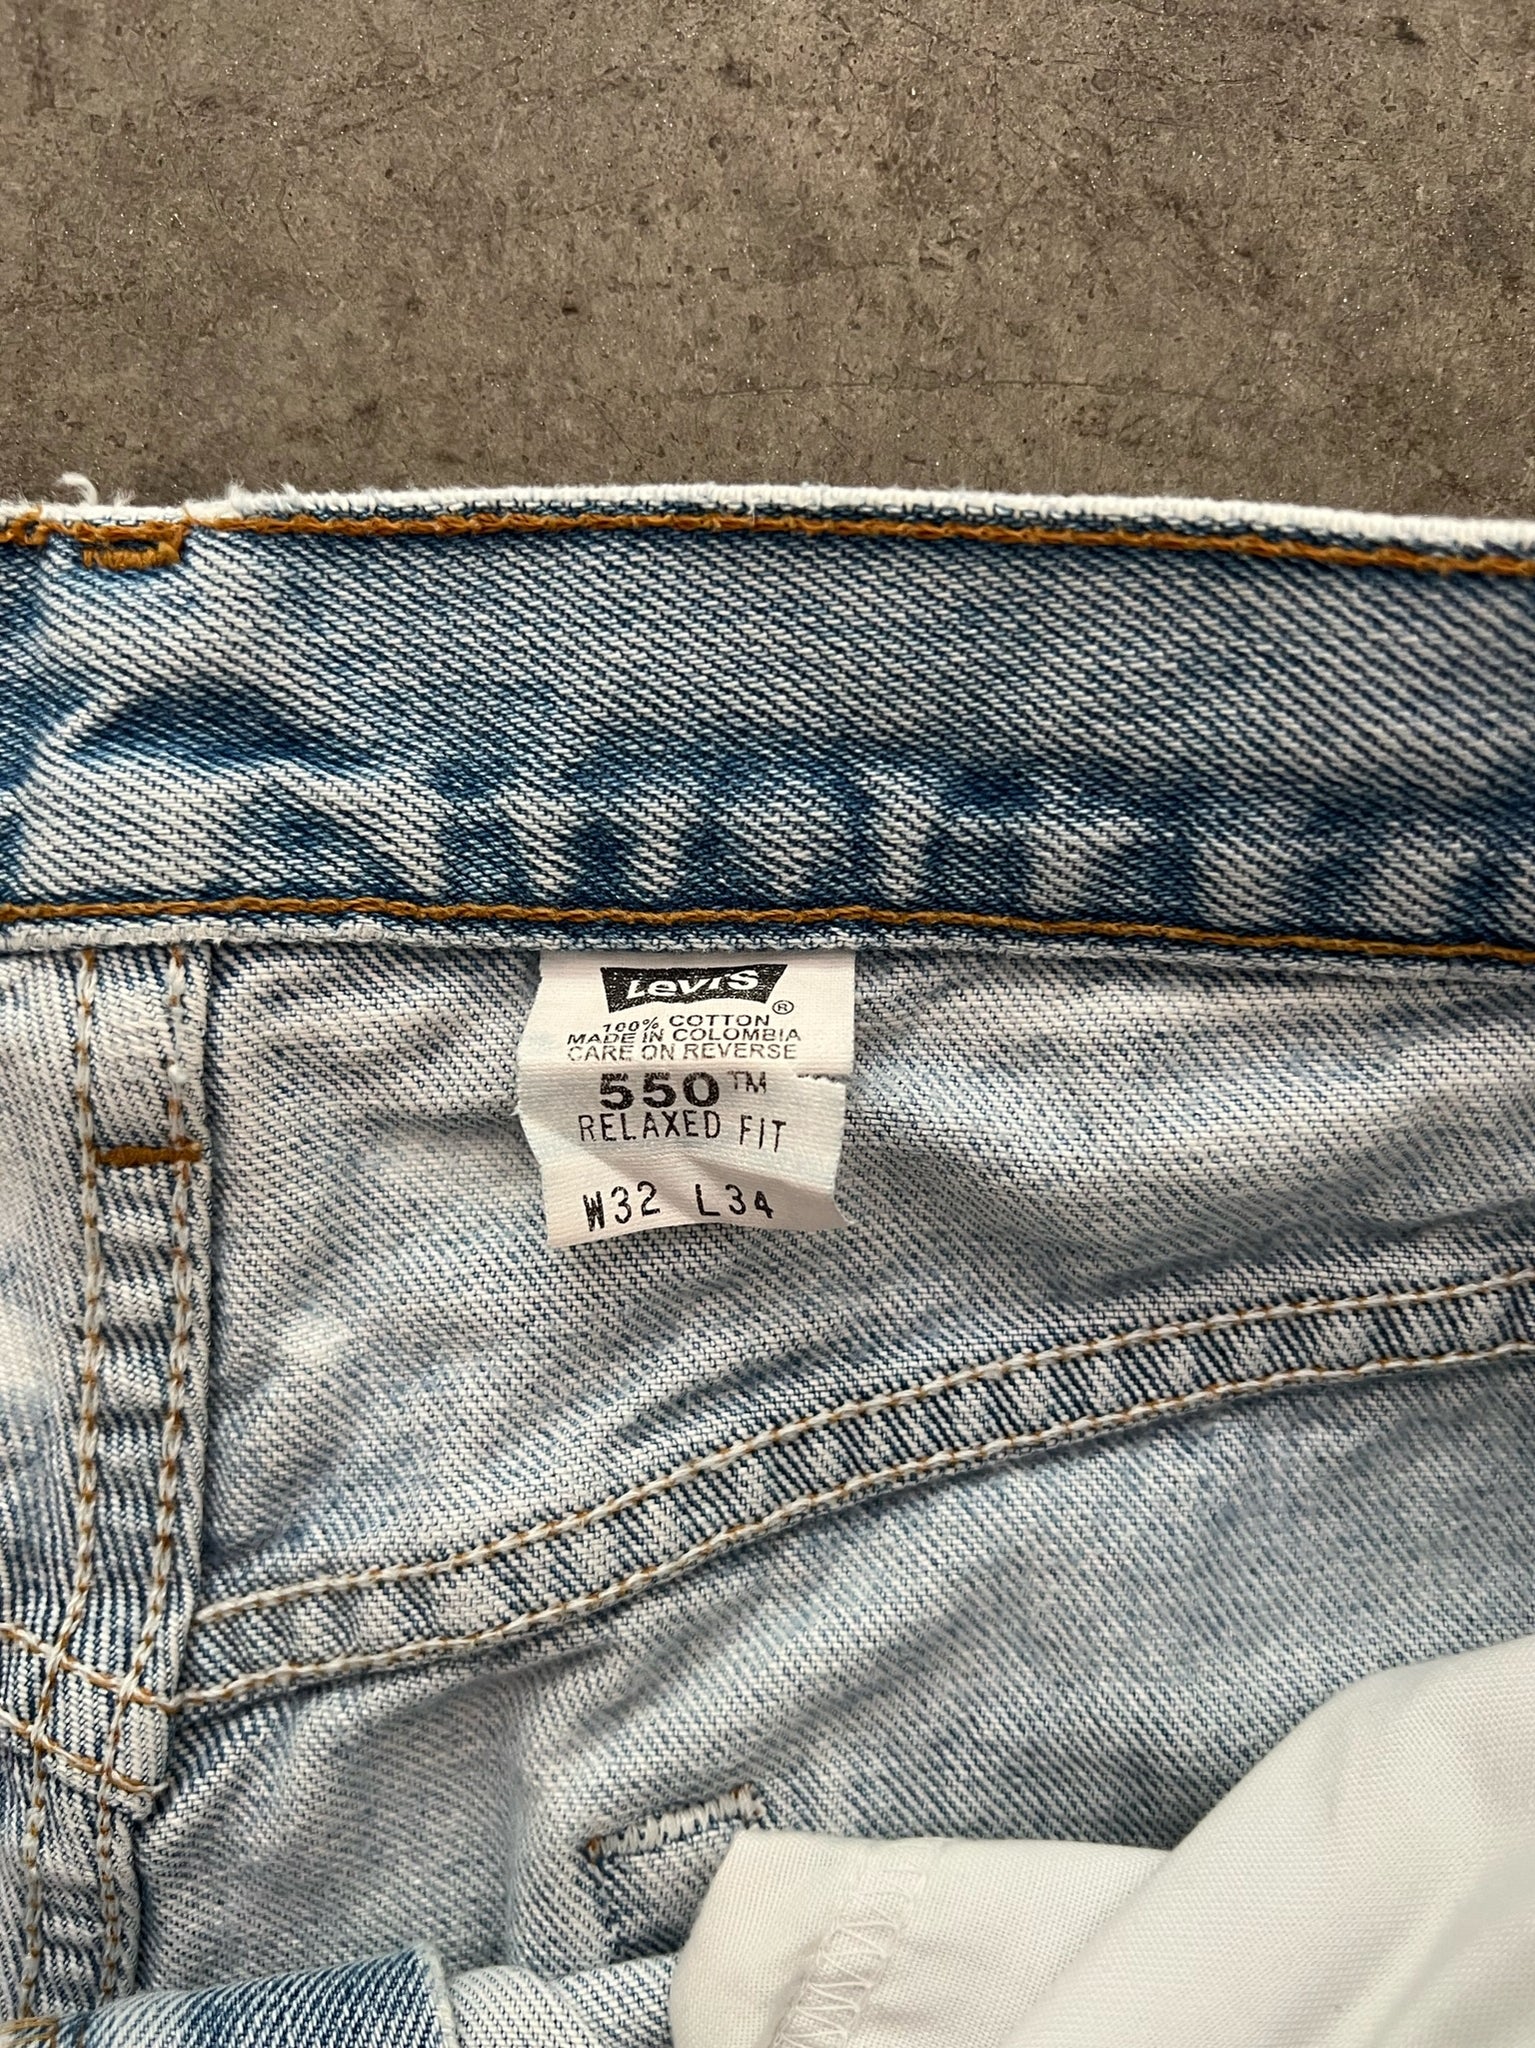 Levi's ®
100% COTTON
MADE IN COLOMBIA
CARE ON REVERSE
550™
RELAXED FIT
W32 L34